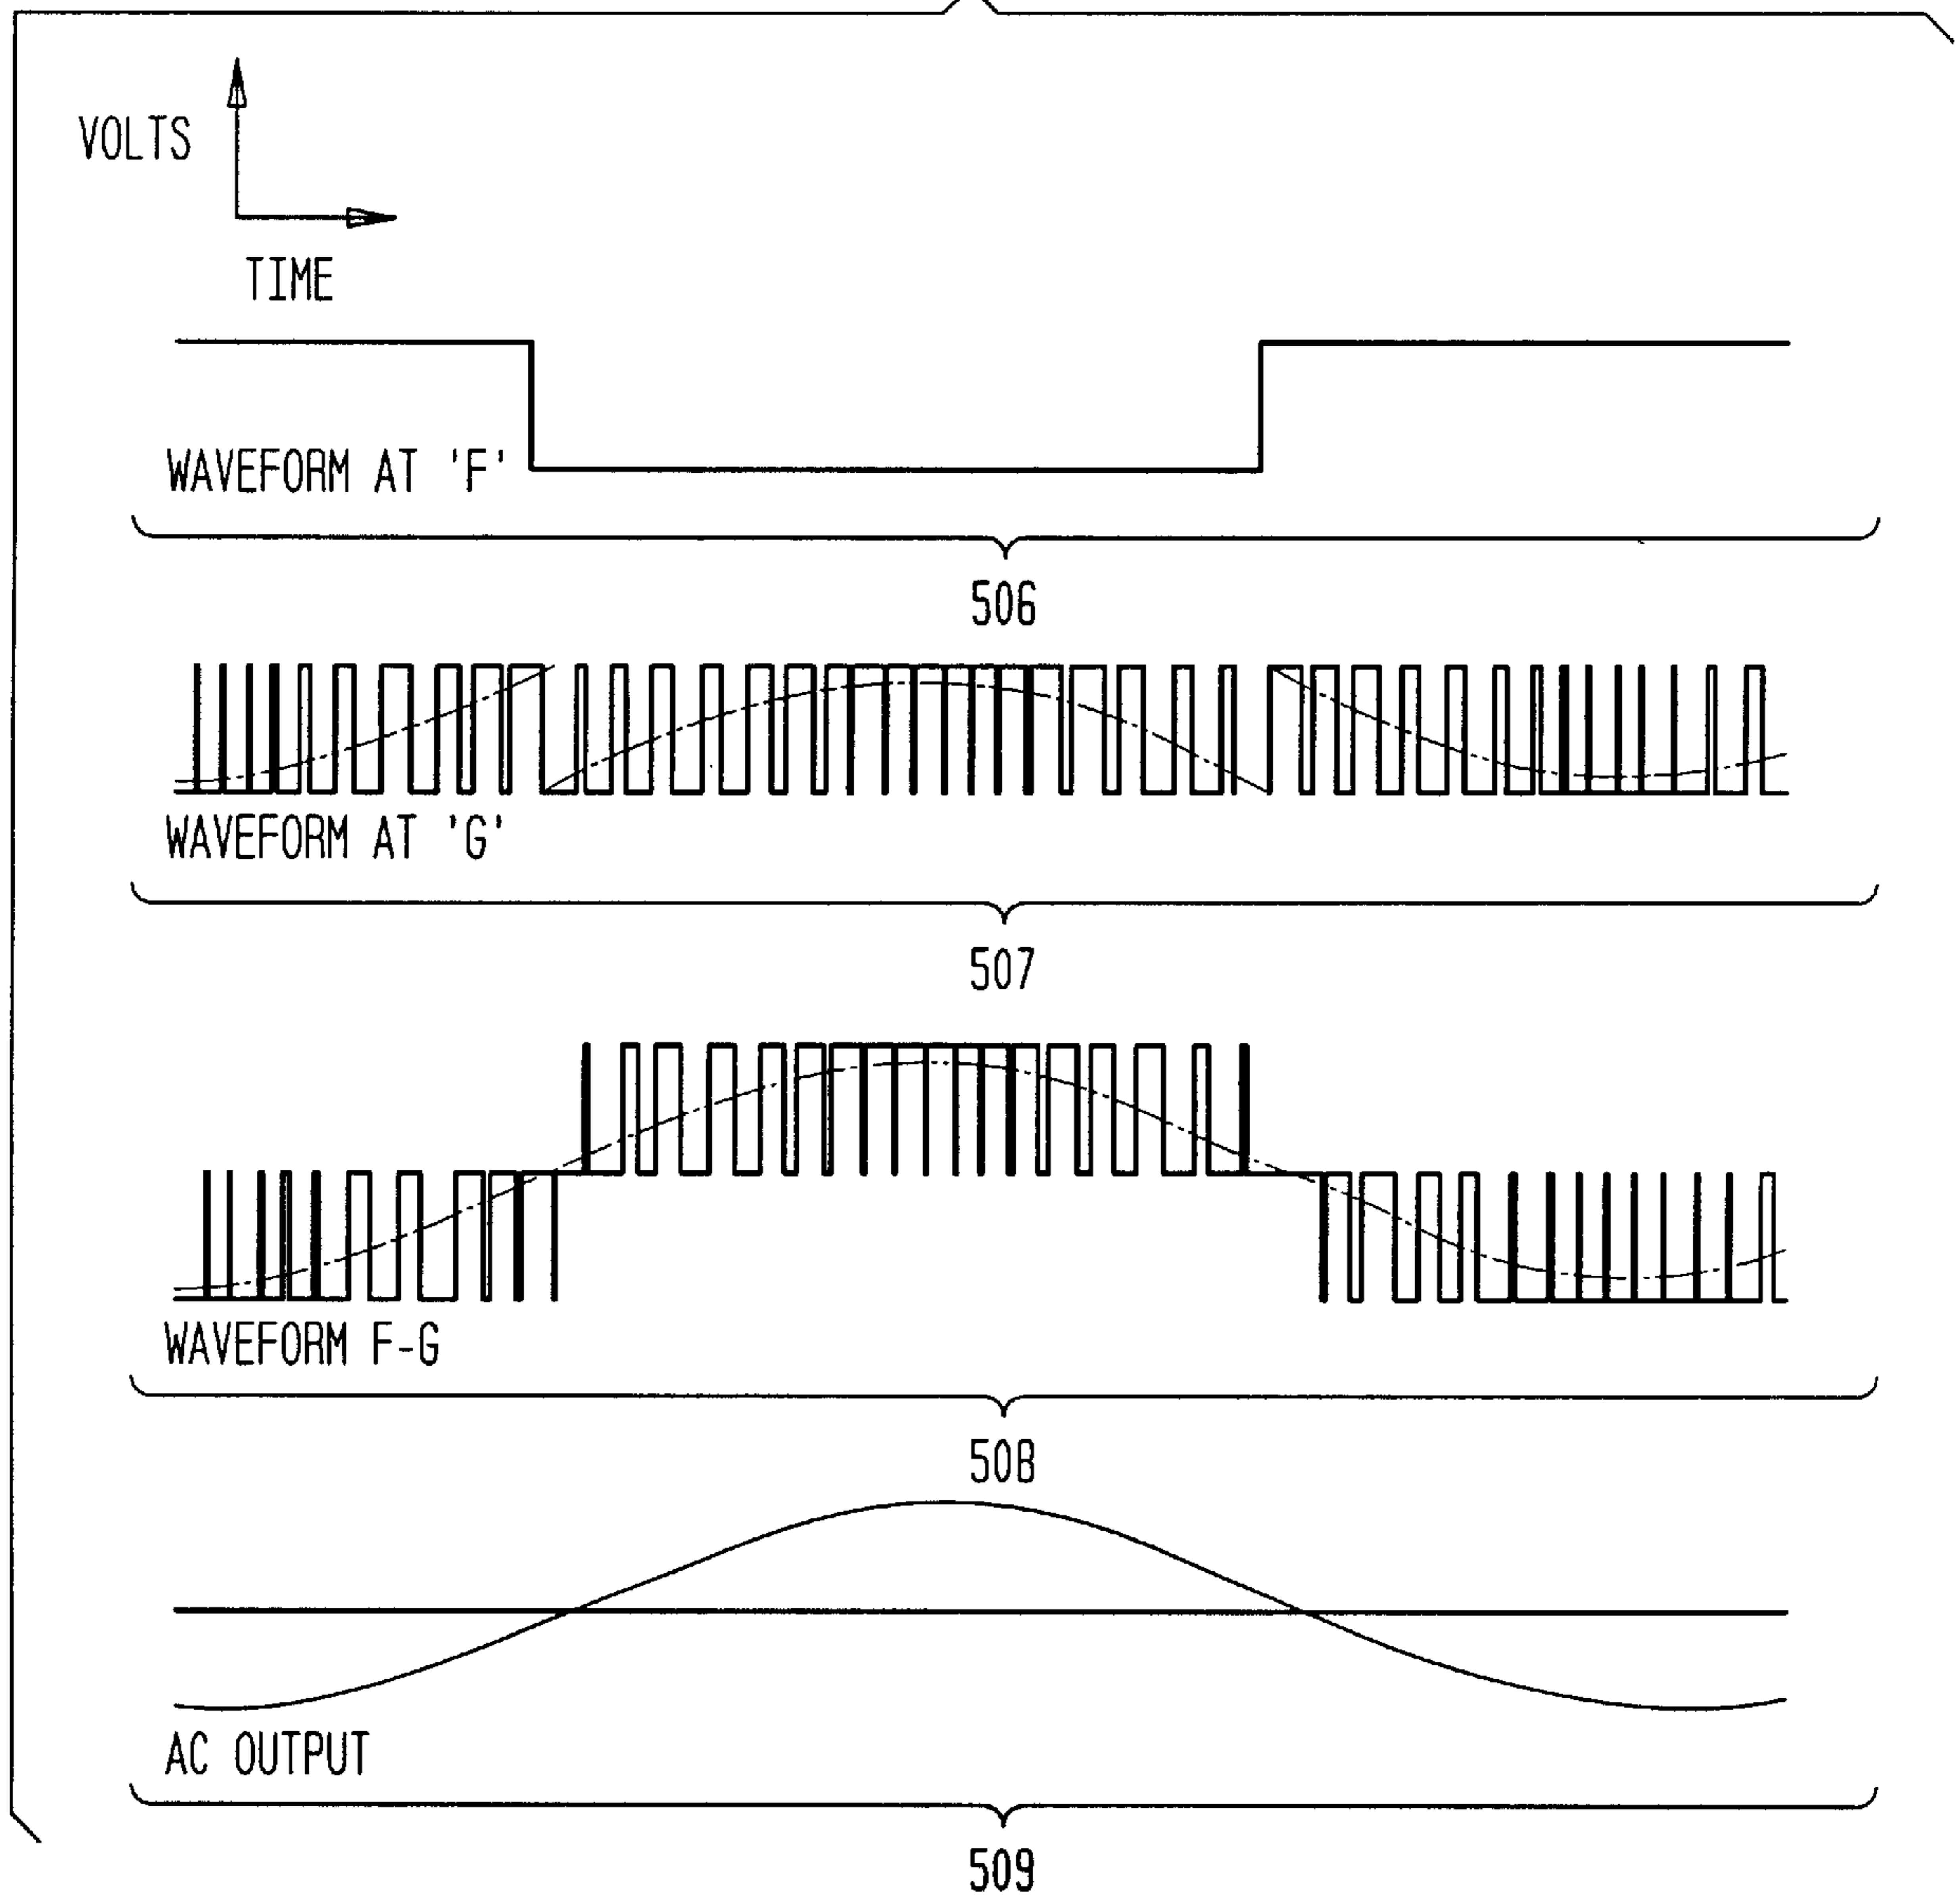 VOLTS
TIME
WAVEFORM AT 'F'
506
WAVEFORM AT 'G'
507
WAVEFORM F-G
508
AC OUTPUT
509